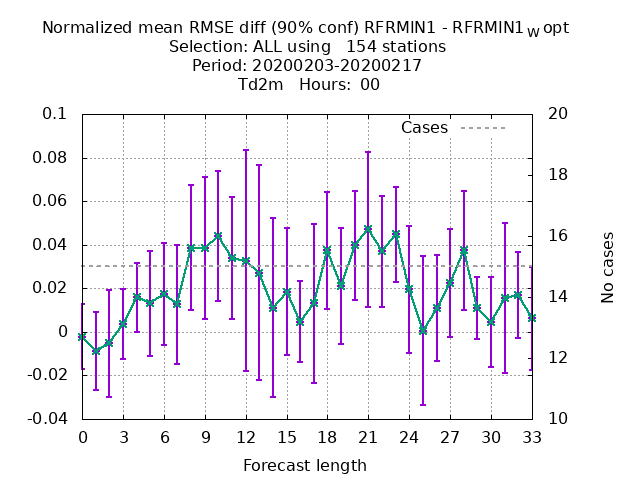 Normalized mean RMSE diff (90% conf) RFRMIN1 - RFRMIN1 W opt
Selection: ALL using 154 stations
Period: 20200203-20200217
Td2m Hours: 00
0.1
0.08
0.06
0.04
0.02
0
-0.02
-0.04
Cases
20
18
16
14
12
10
No cases
0 3 6 9 12 15 18 21 24 27 30 33
Forecast length